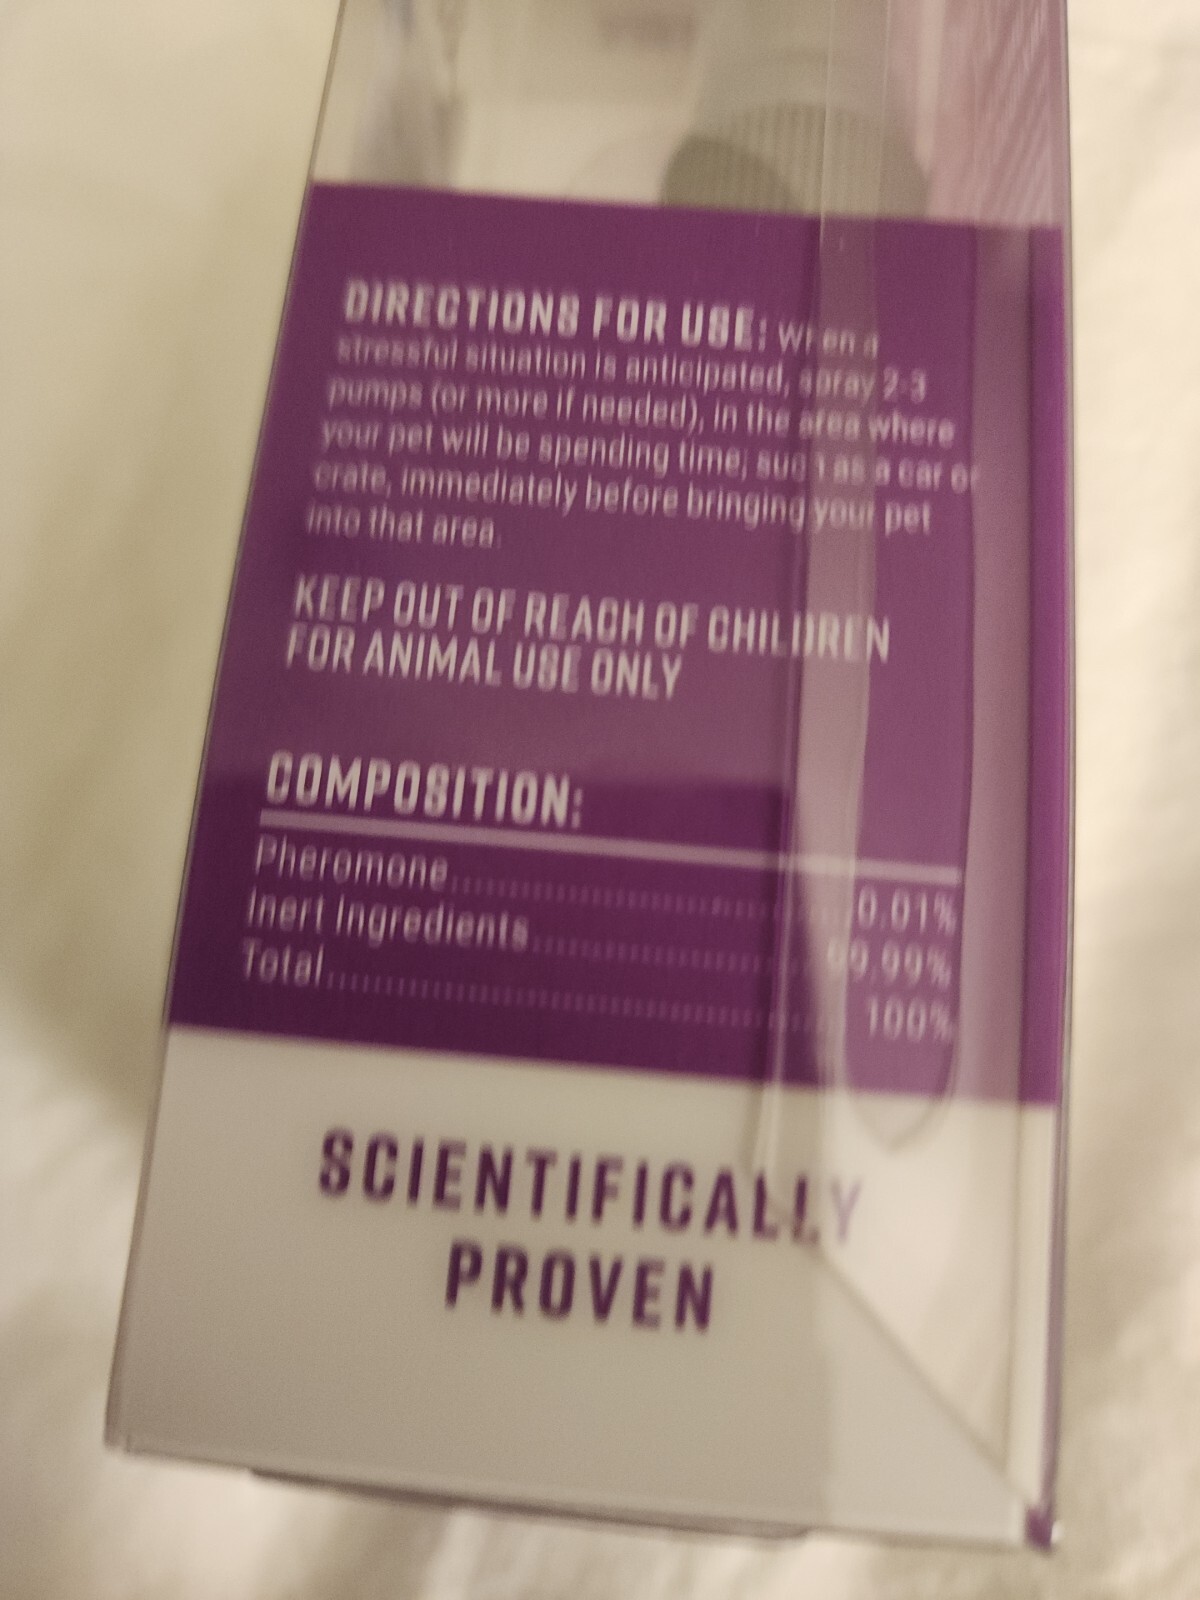 DIRECTIONS FOR USE: When a
stressful situation is anticipated, spray 2-3
pumps (or more if needed), in the area where
your pet will be spending time; such as a car or
crate, immediately before bringing your pet
into that area.
KEEP OUT OF REACH OF CHILDREN
FOR ANIMAL USE ONLY
COMPOSITION:
Pheromone..................................0.01%
Inert Ingredients..........................99.99%
Total......................................100%
SCIENTIFICALLY
PROVEN